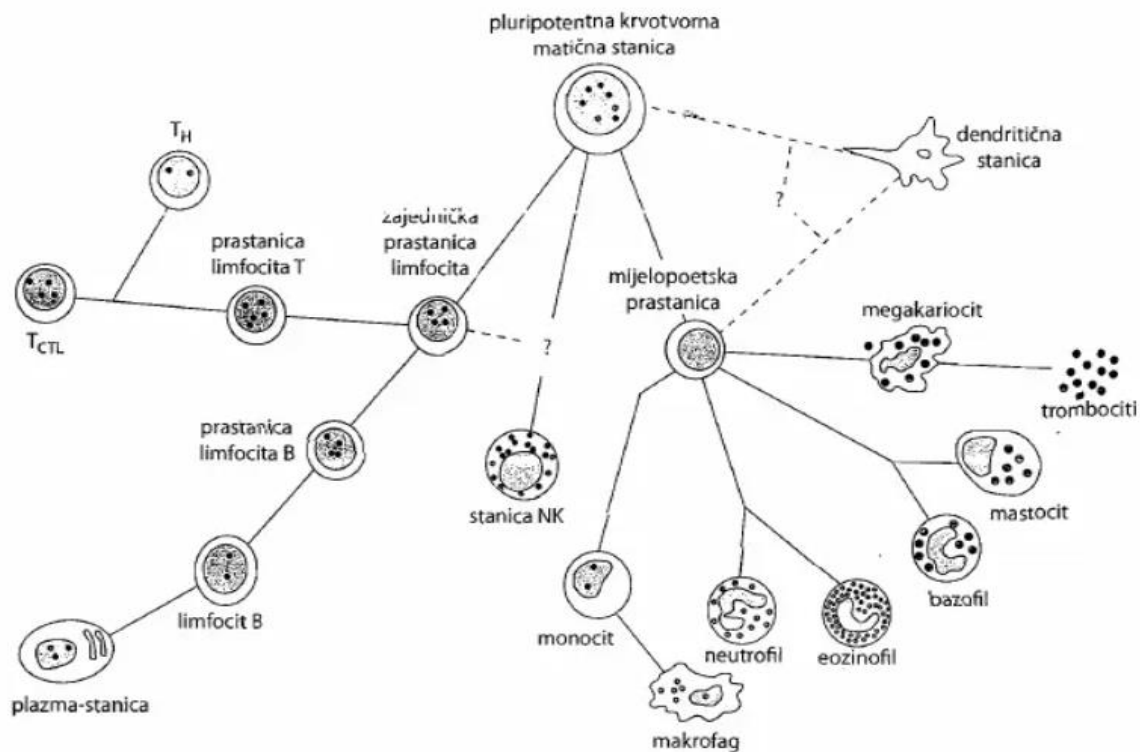 pluripotentna krvotvorna
matična stanica
T_H
dendritična
stanica
zajednička
prastanica
limfocita
prastanica
limfocita T
?
mijelopoetska
prastanica
megakariocit
T_CTL
?
trombociti
prastanica
limfocita B
stanica NK
mastocit
limfocit B
bazofil
monocit
neutrofil
eozinofil
plazma-stanica
makrofag